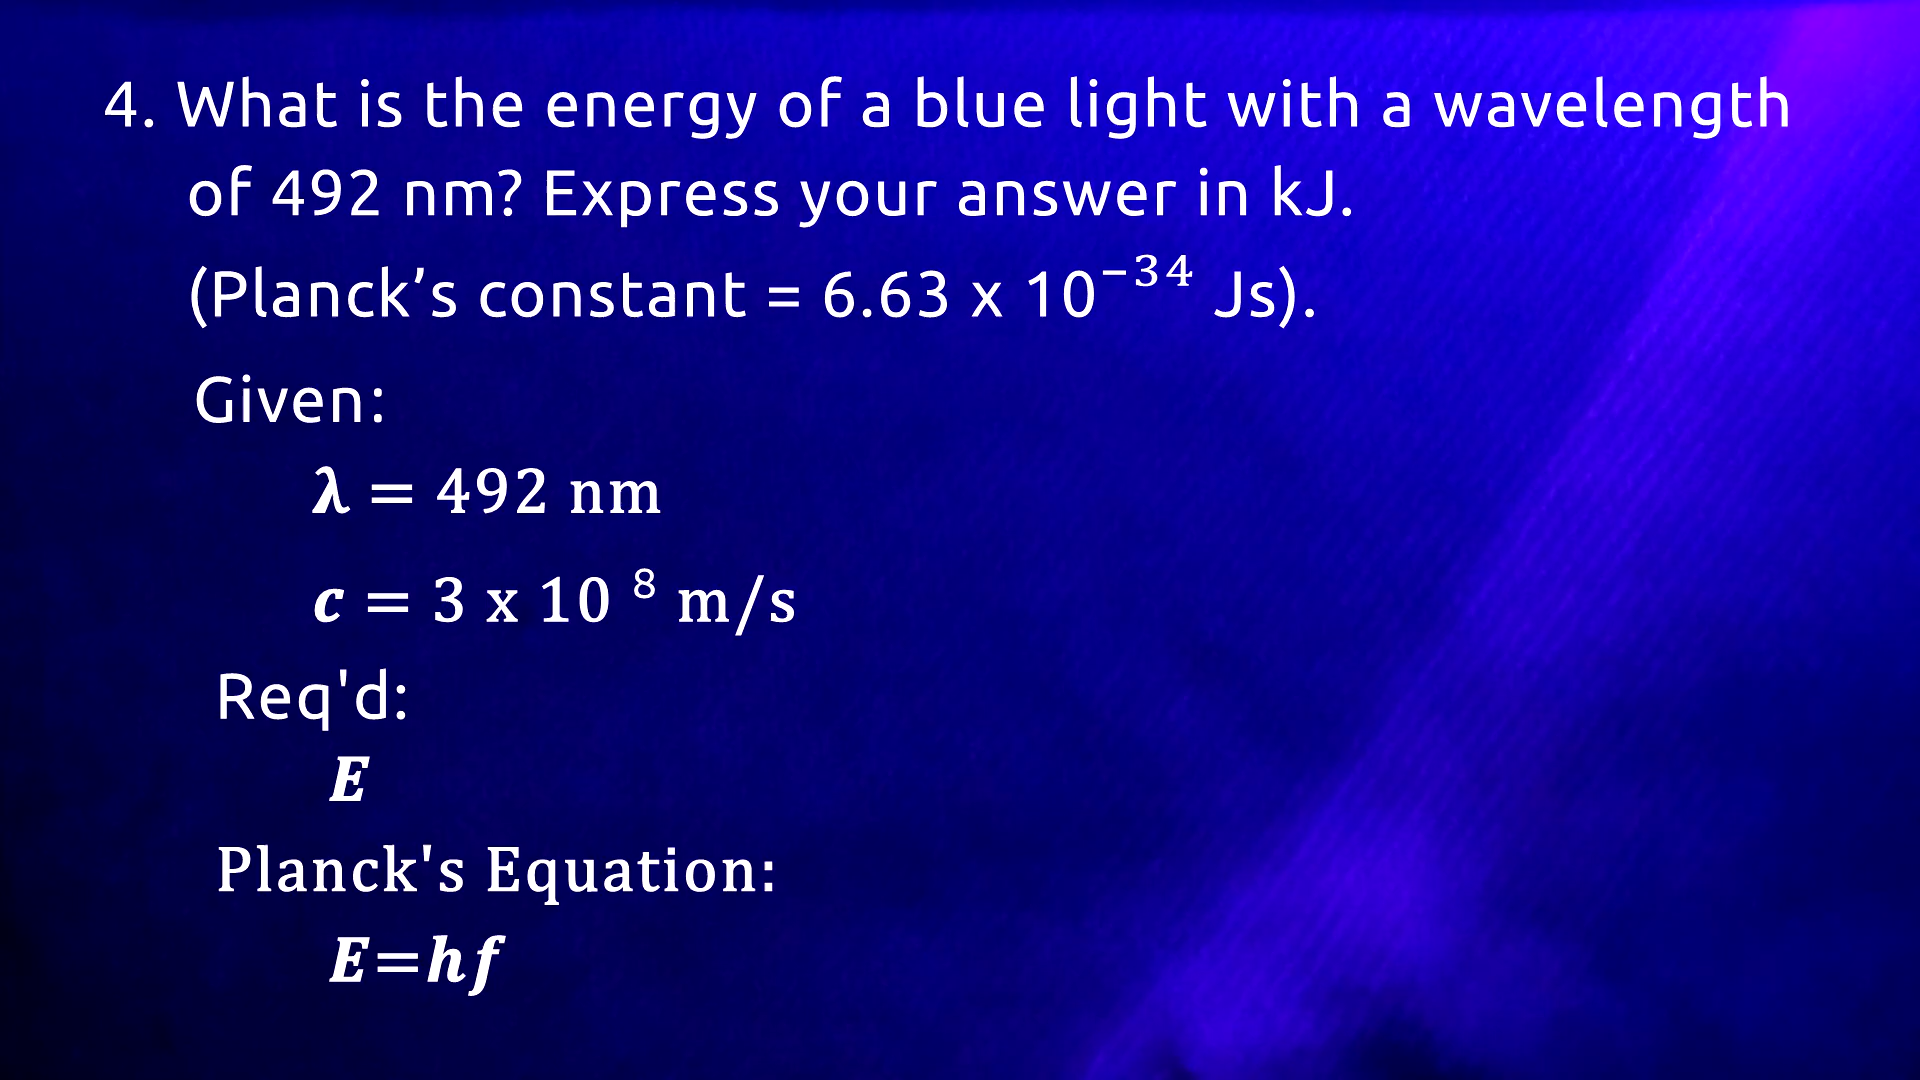 4. What is the energy of a blue light with a wavelength
of 492 nm? Express your answer in kJ.
(Planck’s constant = 6.63 x 10⁻³⁴ Js).
Given:
λ = 492 nm
c = 3 x 10 ⁸ m/s
Req'd:
E
Planck's Equation:
E=hf